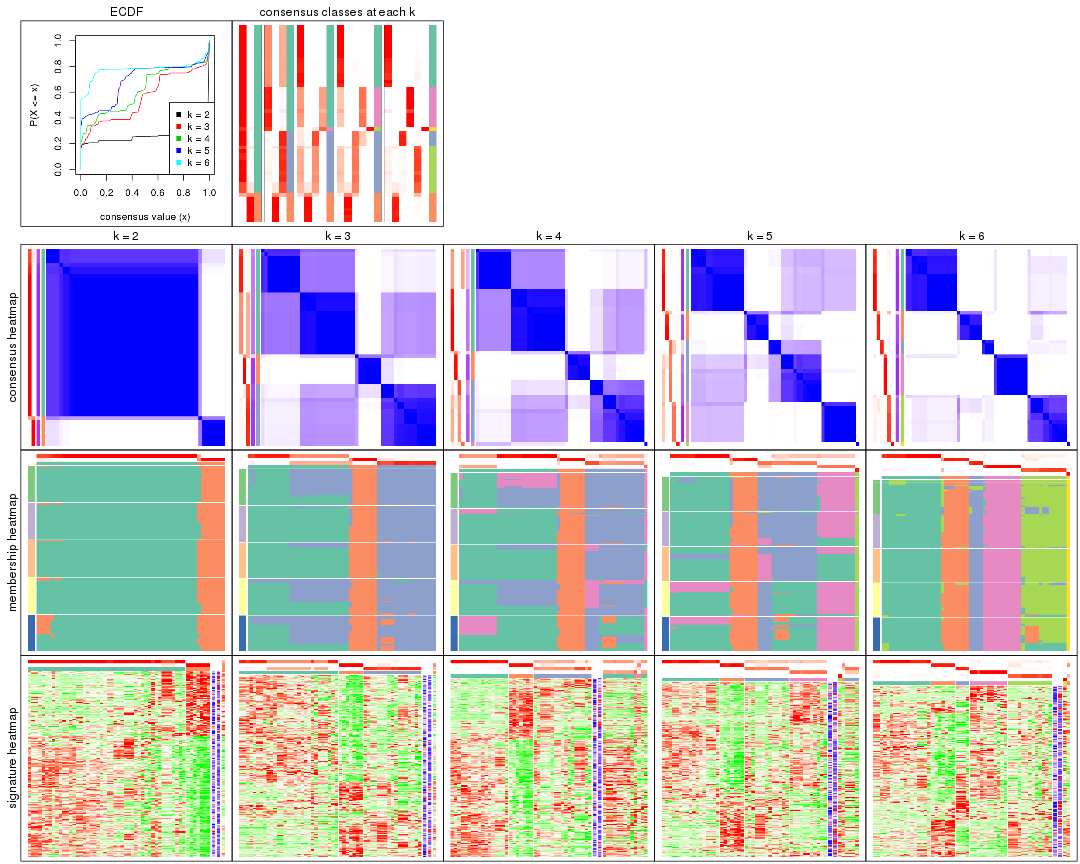 ECDF
consensus classes at each k
P(X <= x)
0.0 0.2 0.4 0.6 0.8 1.0
k = 2
k = 3
k = 4
k = 5
k = 6
0.0 0.2 0.4 0.6 0.8 1.0
consensus value (x)
k = 2 k = 3 k = 4 k = 5 k = 6
consensus heatmap
membership heatmap
signature heatmap